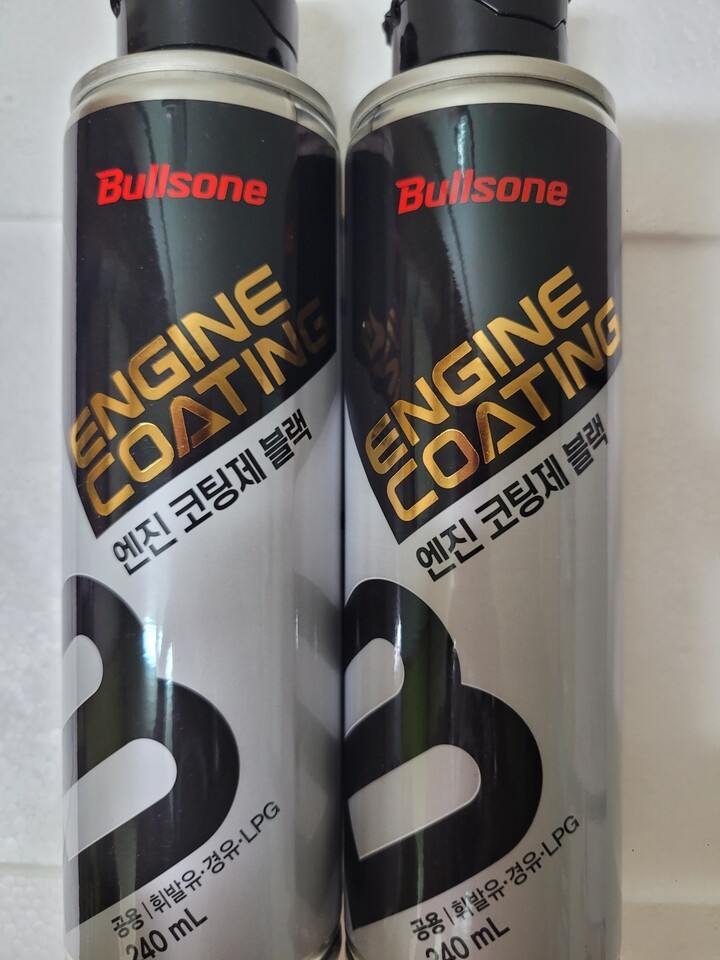 Bullsone
ENGINE
COATING
엔진 코팅제 블랙
B
공용 | 휘발유·경유·LPG
240 mL
Bullsone
ENGINE
COATING
엔진 코팅제 블랙
B
공용 | 휘발유·경유·LPG
240 mL